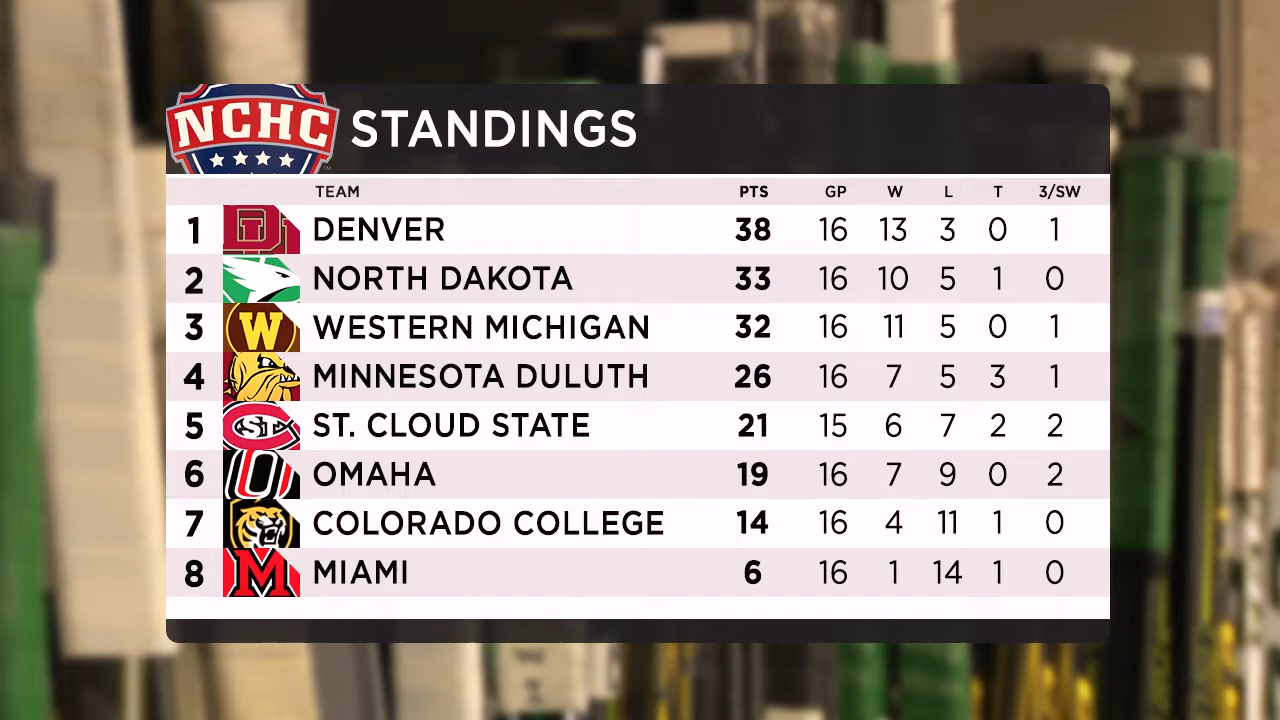 NCHC STANDINGS
TEAM PTS GP W L T 3/SW
1 DENVER 38 16 13 3 0 1
2 NORTH DAKOTA 33 16 10 5 1 0
3 W WESTERN MICHIGAN 32 16 11 5 0 1
4 MINNESOTA DULUTH 26 16 7 5 3 1
5 ST. CLOUD STATE 21 15 6 7 2 2
6 O OMAHA 19 16 7 9 0 2
7 COLORADO COLLEGE 14 16 4 11 1 0
8 M MIAMI 6 16 1 14 1 0